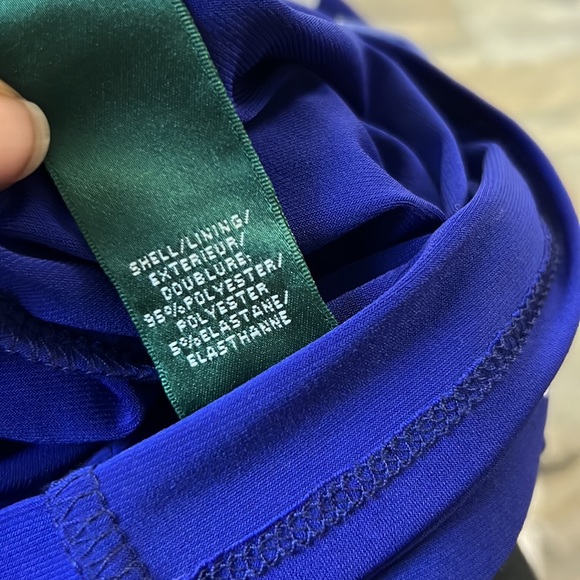 SHELL/LINING/
EXTERIEUR/
DOUBLURE,
95%POLYESTER/
POLYESTER
5%ELASTANE/
ELASTHANNE